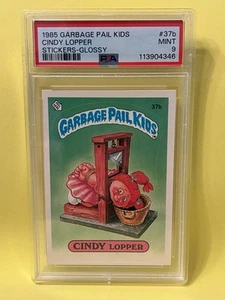 1985 GARBAGE PAIL KIDS #37b
CINDY LOPPER MINT
STICKERS-GLOSSY 9
PSA 113904346
37b
GARBAGE PAIL KIDS
CINDY LOPPER